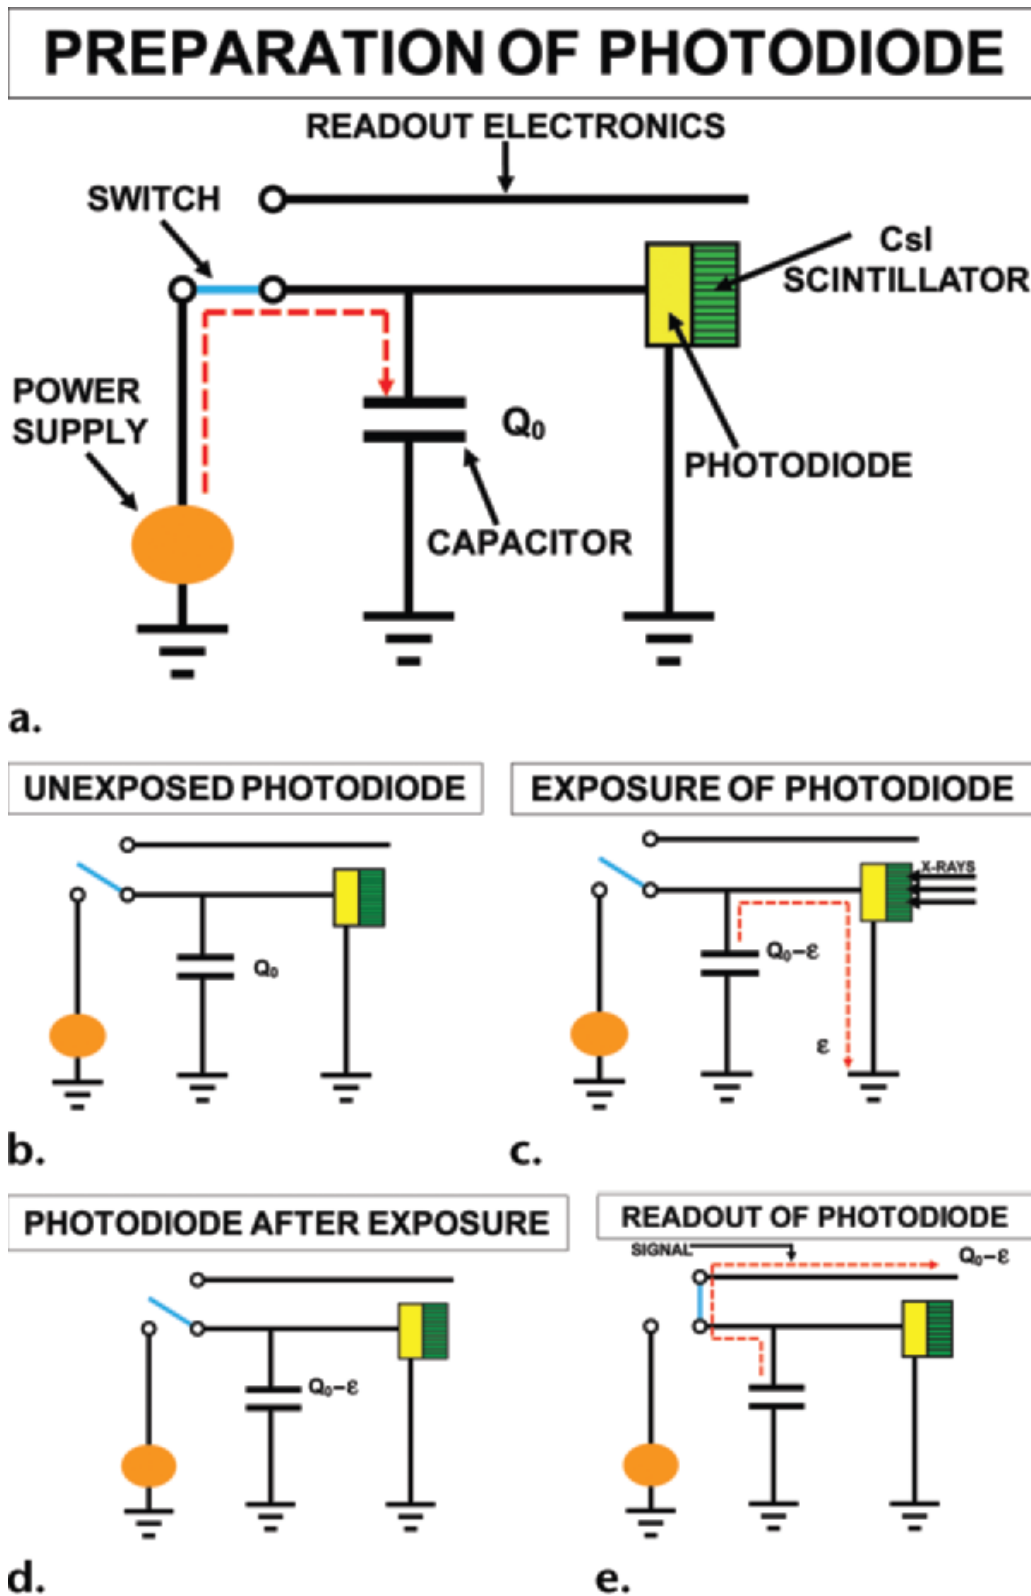 PREPARATION OF PHOTODIODE
READOUT ELECTRONICS
SWITCH
CsI
SCINTILLATOR
POWER
SUPPLY
Q₀
PHOTODIODE
CAPACITOR
a.
UNEXPOSED PHOTODIODE
Q₀
b.
EXPOSURE OF PHOTODIODE
X-RAYS
Q₀–ε
ε
c.
PHOTODIODE AFTER EXPOSURE
Q₀–ε
d.
READOUT OF PHOTODIODE
SIGNAL
Q₀–ε
e.